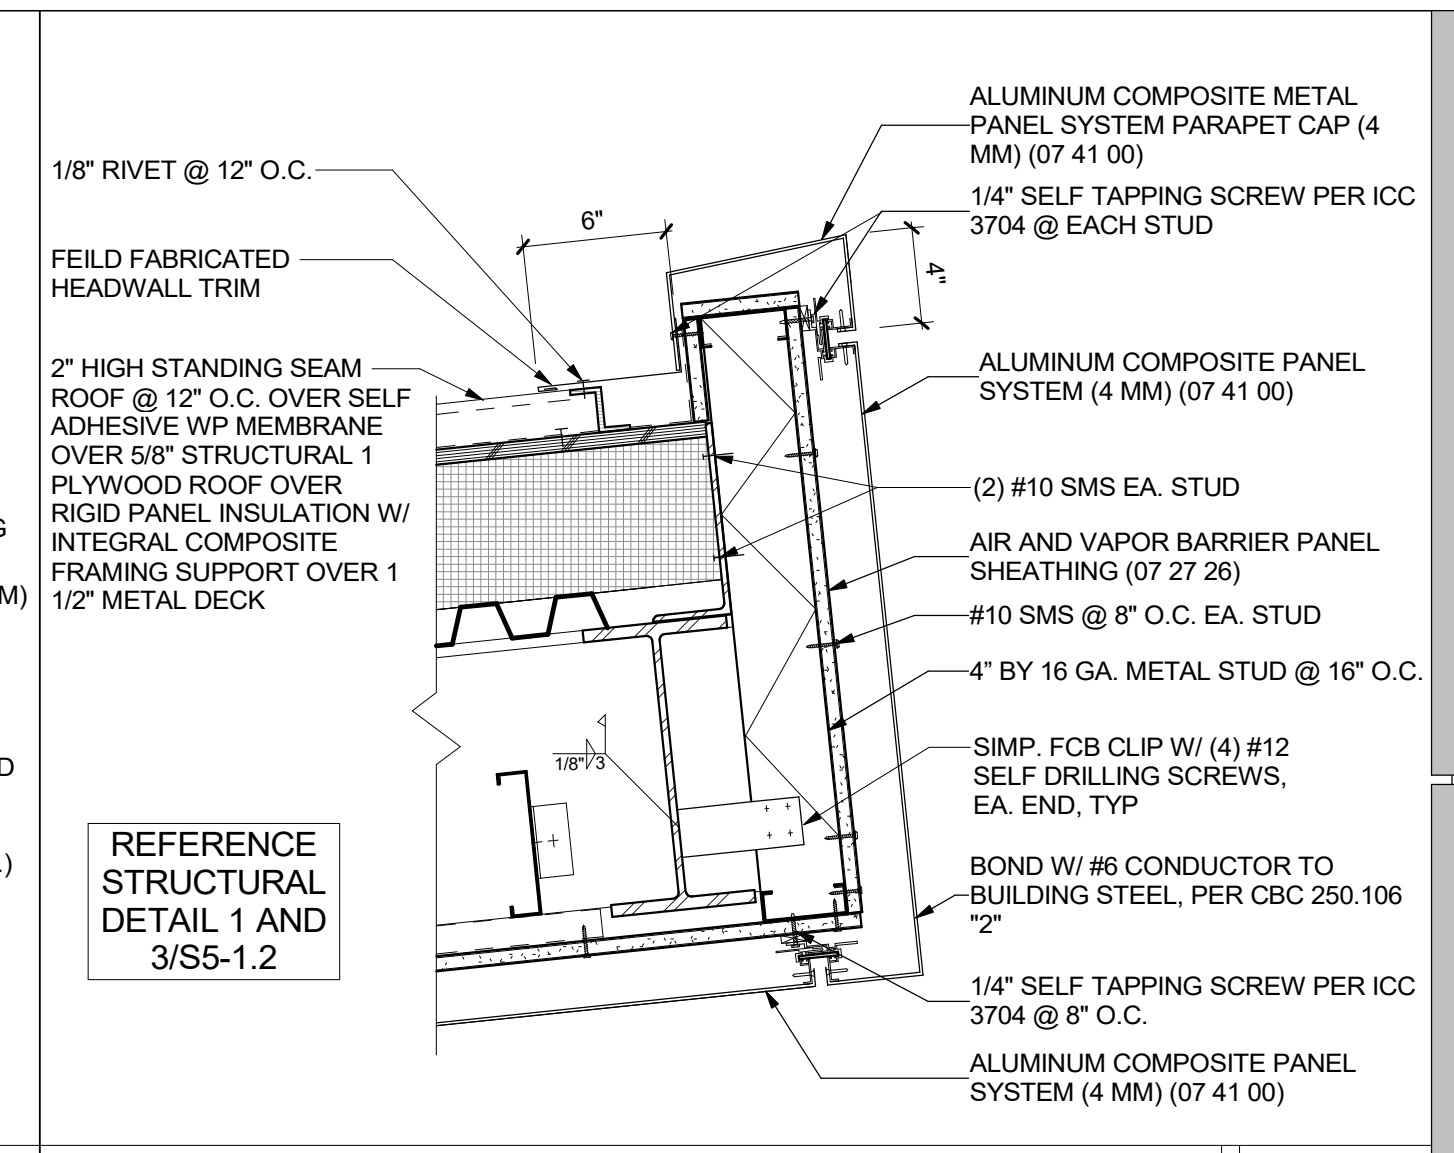 1/8" RIVET @ 12" O.C.
FEILD FABRICATED
HEADWALL TRIM
2" HIGH STANDING SEAM
ROOF @ 12" O.C. OVER SELF
ADHESIVE WP MEMBRANE
OVER 5/8" STRUCTURAL 1
PLYWOOD ROOF OVER
RIGID PANEL INSULATION W/
INTEGRAL COMPOSITE
FRAMING SUPPORT OVER 1
1/2" METAL DECK
G
M)
D
.)
REFERENCE
STRUCTURAL
DETAIL 1 AND
3/S5-1.2
6"
4"
1/8"
3
ALUMINUM COMPOSITE METAL
PANEL SYSTEM PARAPET CAP (4
MM) (07 41 00)
1/4" SELF TAPPING SCREW PER ICC
3704 @ EACH STUD
ALUMINUM COMPOSITE PANEL
SYSTEM (4 MM) (07 41 00)
(2) #10 SMS EA. STUD
AIR AND VAPOR BARRIER PANEL
SHEATHING (07 27 26)
#10 SMS @ 8" O.C. EA. STUD
4” BY 16 GA. METAL STUD @ 16" O.C.
SIMP. FCB CLIP W/ (4) #12
SELF DRILLING SCREWS,
EA. END, TYP
BOND W/ #6 CONDUCTOR TO
BUILDING STEEL, PER CBC 250.106
"2"
1/4" SELF TAPPING SCREW PER ICC
3704 @ 8" O.C.
ALUMINUM COMPOSITE PANEL
SYSTEM (4 MM) (07 41 00)